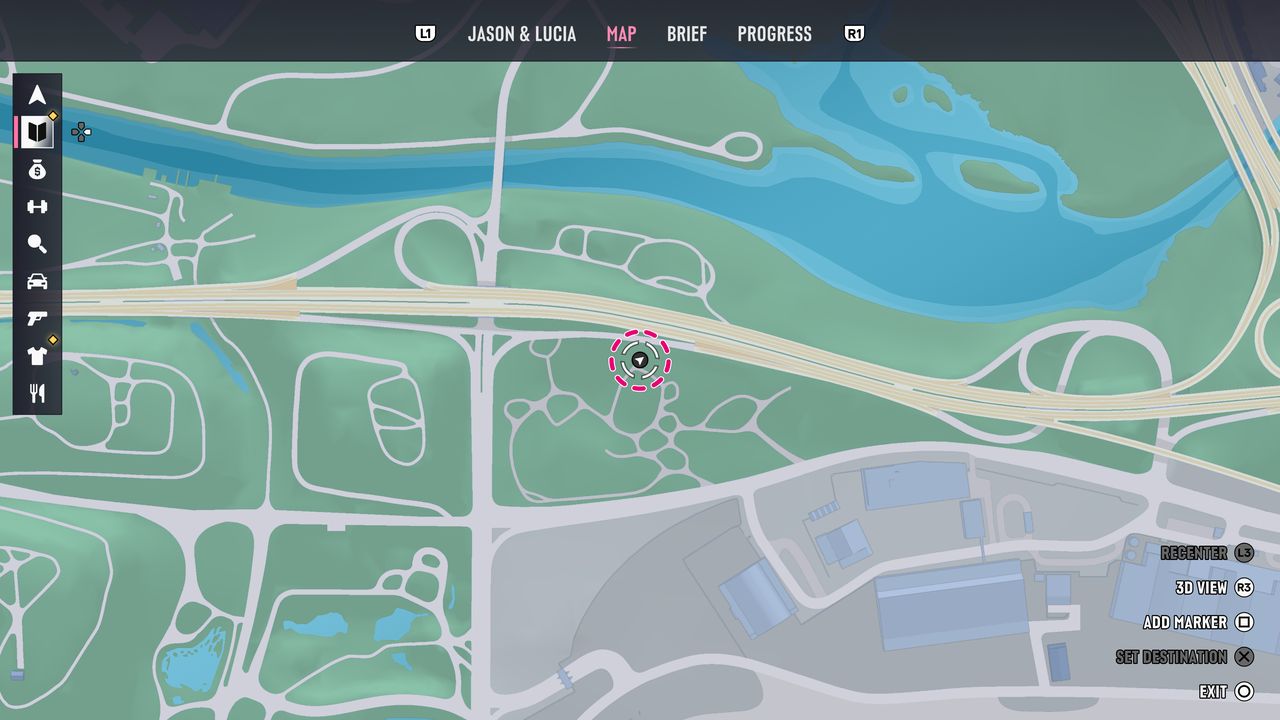 L1 JASON & LUCIA MAP BRIEF PROGRESS R1
$
RECENTER L3
3D VIEW R3
ADD MARKER
SET DESTINATION
EXIT